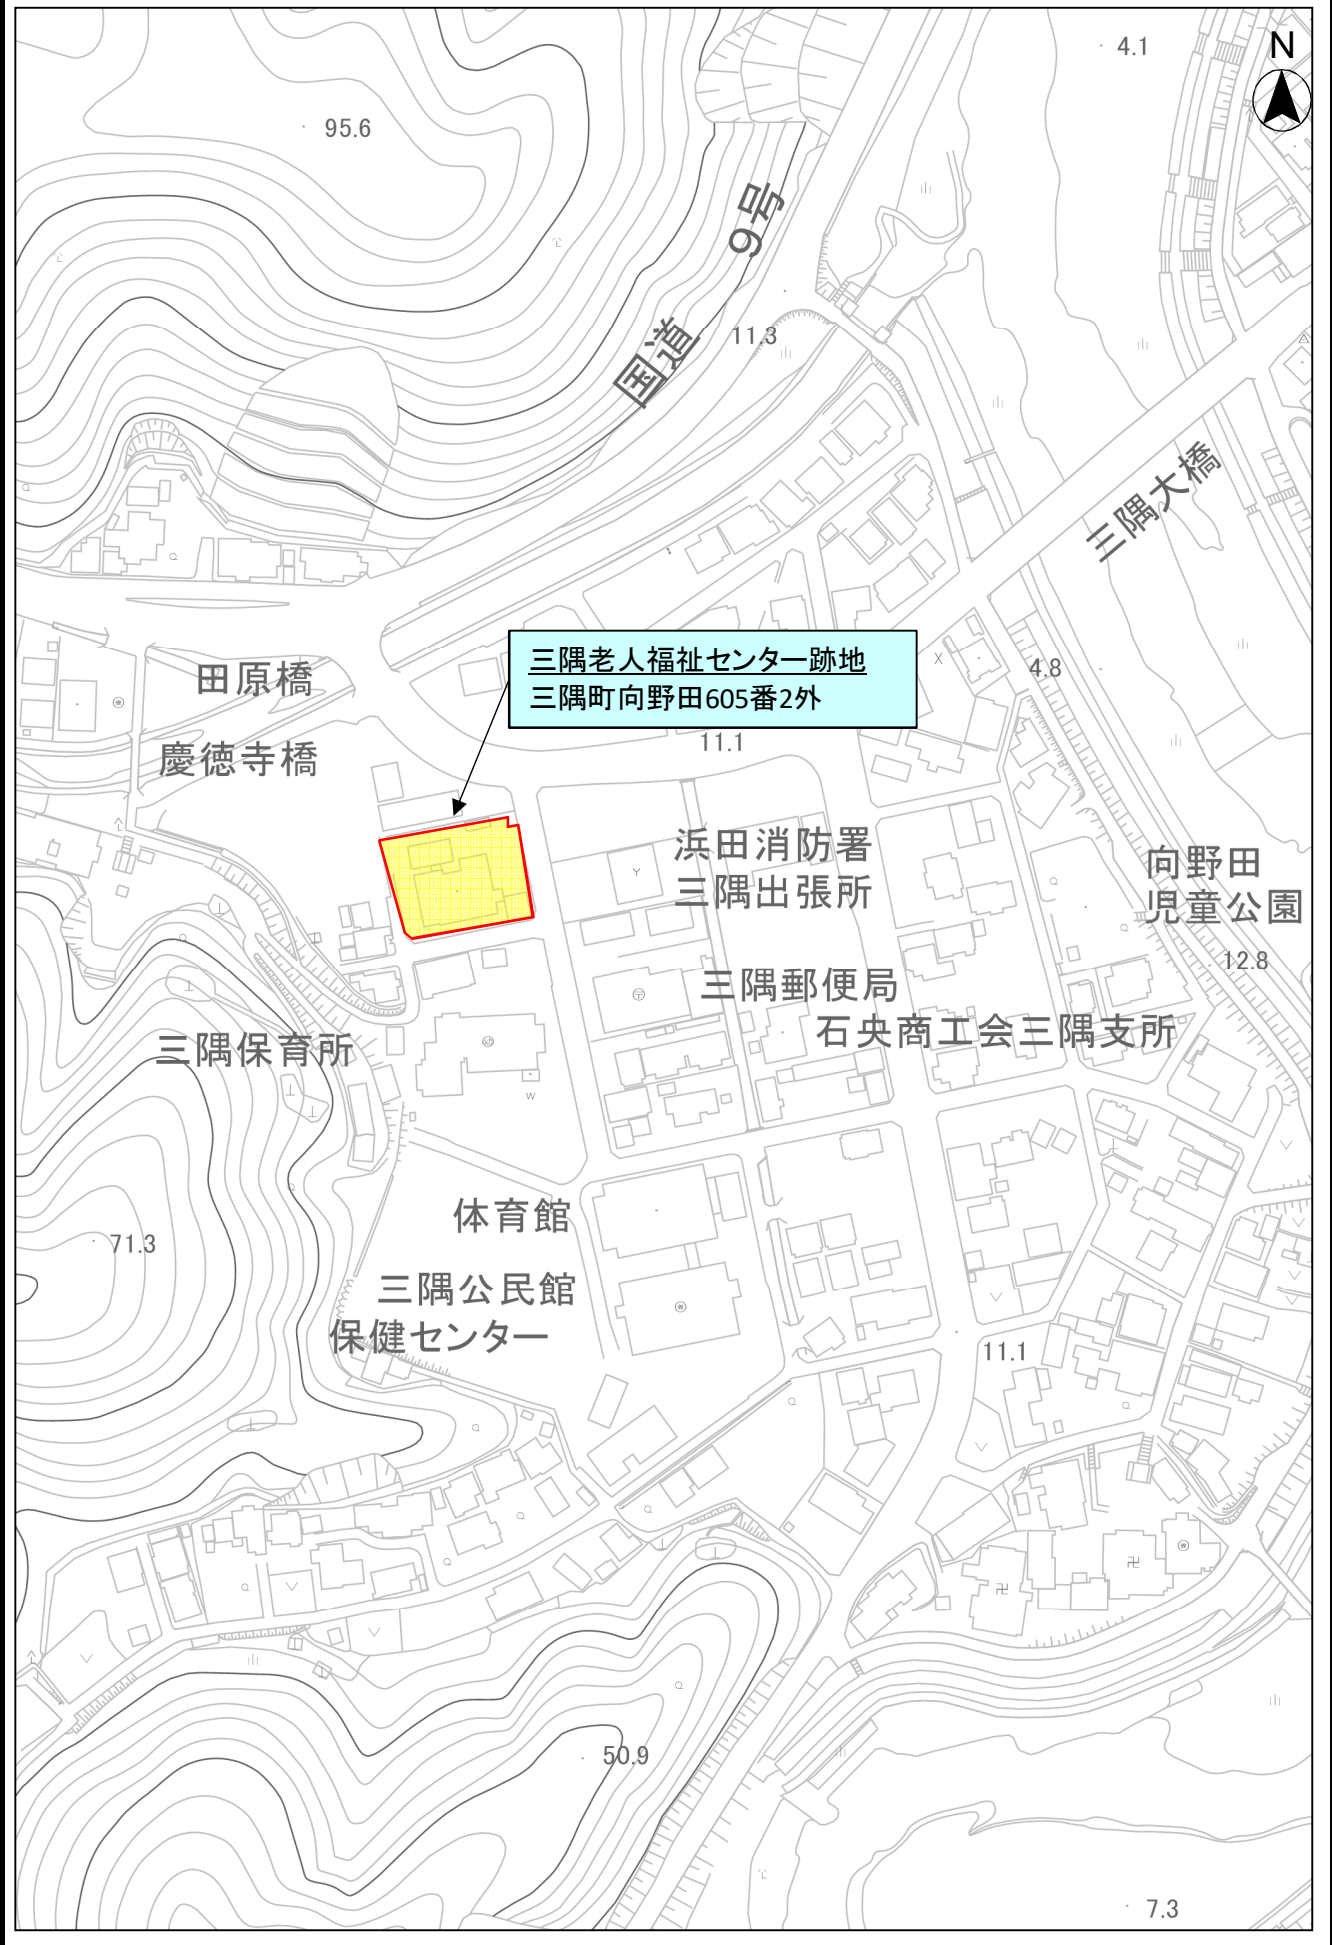 N
4.1
95.6
国道 9号
11.3
三隅大橋
三隅老人福祉センター跡地
三隅町向野田605番2外
田原橋
4.8
慶徳寺橋
11.1
浜田消防署
三隅出張所
向野田
児童公園
12.8
三隅郵便局
石央商工会三隅支所
三隅保育所
W
体育館
71.3
三隅公民館
保健センター
11.1
50.9
7.3